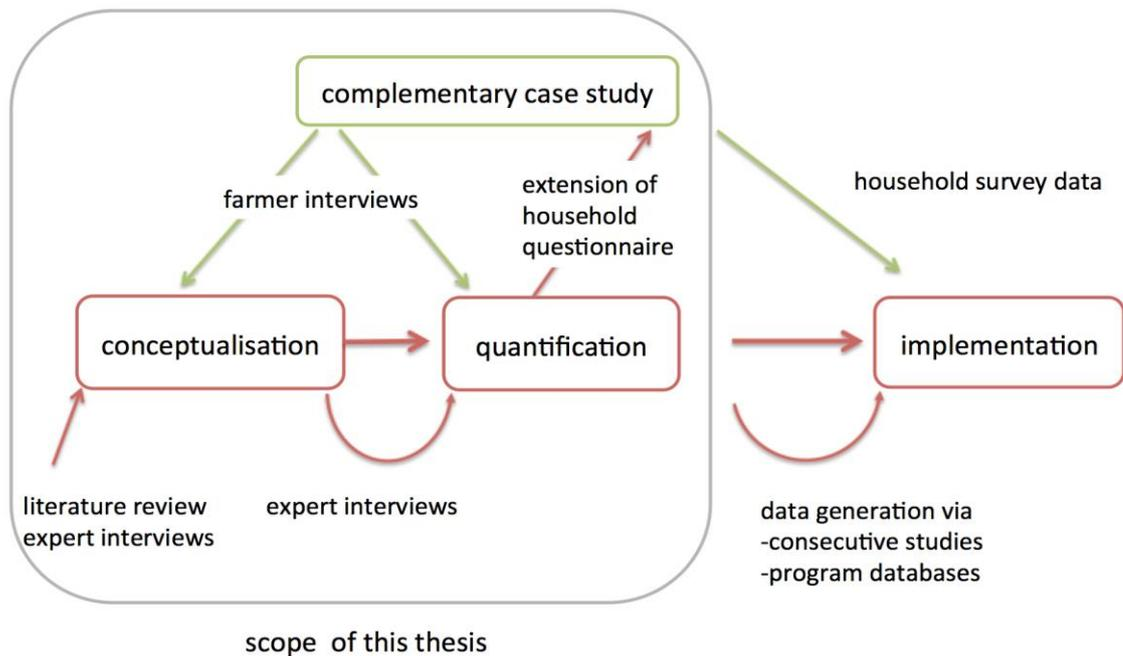 complementary case study
farmer interviews
extension of
household
questionnaire
household survey data
conceptualisation
quantification
implementation
literature review
expert interviews
expert interviews
data generation via
-consecutive studies
-program databases
scope of this thesis